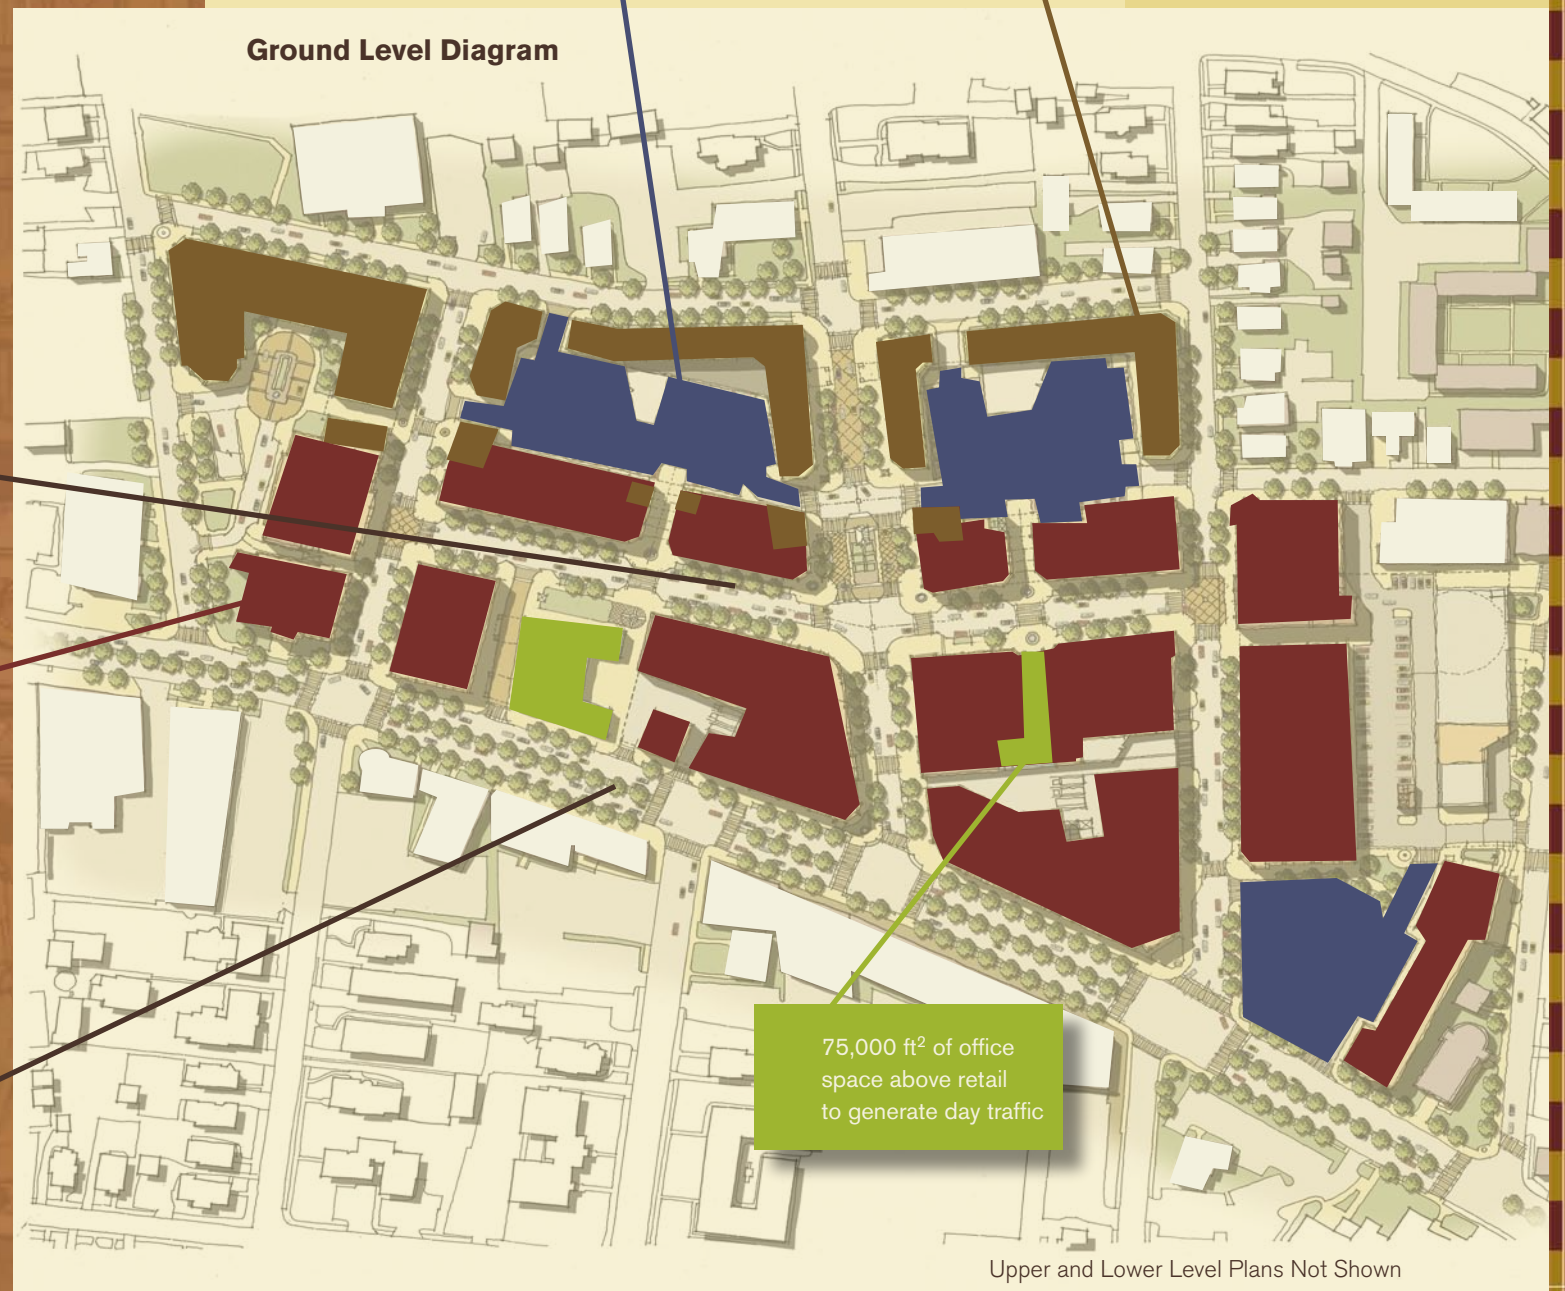 Ground Level Diagram
75,000 ft² of office
space above retail
to generate day traffic
Upper and Lower Level Plans Not Shown